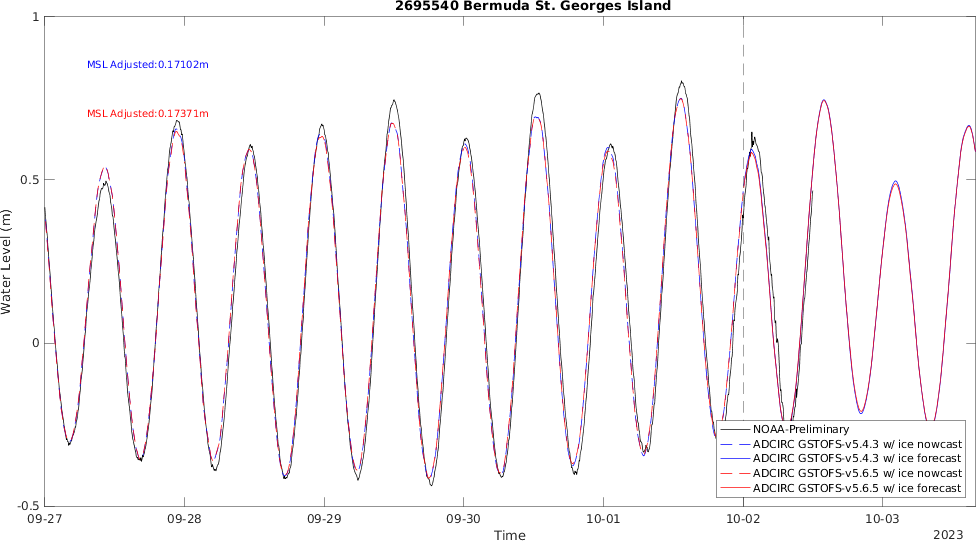 2695540 Bermuda St. Georges Island
1
MSL Adjusted:0.17102m
MSL Adjusted:0.17371m
0.5
Water Level (m)
0
NOAA-Preliminary
ADCIRC GSTOFS-v5.4.3 w/ ice nowcast
ADCIRC GSTOFS-v5.4.3 w/ ice forecast
ADCIRC GSTOFS-v5.6.5 w/ ice nowcast
ADCIRC GSTOFS-v5.6.5 w/ ice forecast
-0.5
09-27 09-28 09-29 09-30 10-01 10-02 10-03
Time
2023